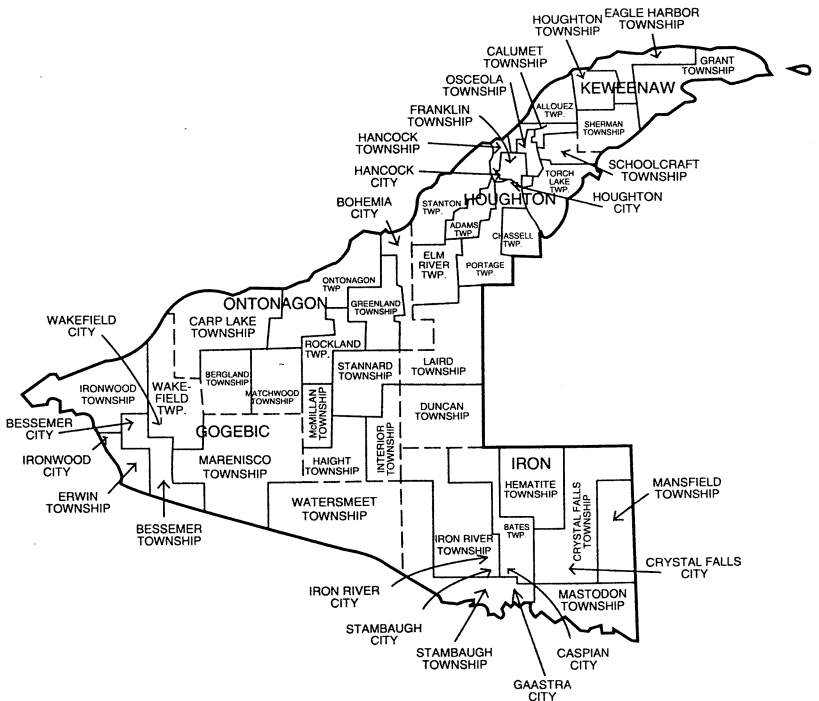 EAGLE HARBOR
TOWNSHIP
HOUGHTON
TOWNSHIP
CALUMET
TOWNSHIP
GRANT
TOWNSHIP
OSCEOLA
TOWNSHIP
KEWEENAW
FRANKLIN
TOWNSHIP
ALLOUEZ
TWP.
SHERMAN
TOWNSHIP
HANCOCK
TOWNSHIP
SCHOOLCRAFT
TOWNSHIP
HANCOCK
CITY
TORCH
LAKE
TWP.
HOUGHTON
CITY
BOHEMIA
CITY
STANTON
TWP.
HOUGHTON
ADAMS
TWP.
CHASSELL
TWP.
ELM
RIVER
TWP.
PORTAGE
TWP.
ONTONAGON
TWP.
ONTONAGON
GREENLAND
TOWNSHIP
CARP LAKE
TOWNSHIP
WAKEFIELD
CITY
ROCKLAND
TWP.
STANNARD
TOWNSHIP
LAIRD
TOWNSHIP
BERGLAND
TOWNSHIP
MATCHWOOD
TOWNSHIP
IRONWOOD
TOWNSHIP
WAKE-
FIELD
TWP.
McMILLAN
TOWNSHIP
DUNCAN
TOWNSHIP
BESSEMER
CITY
GOGEBIC
INTERIOR
TOWNSHIP
IRONWOOD
CITY
MARENISCO
TOWNSHIP
HAIGHT
TOWNSHIP
IRON
HEMATITE
TOWNSHIP
ERWIN
TOWNSHIP
WATERSMEET
TOWNSHIP
CRYSTAL FALLS
TOWNSHIP
MANSFIELD
TOWNSHIP
BESSEMER
TOWNSHIP
BATES
TWP.
IRON RIVER
TOWNSHIP
CRYSTAL FALLS
CITY
IRON RIVER
CITY
MASTODON
TOWNSHIP
STAMBAUGH
CITY
STAMBAUGH
TOWNSHIP
CASPIAN
CITY
GAASTRA
CITY